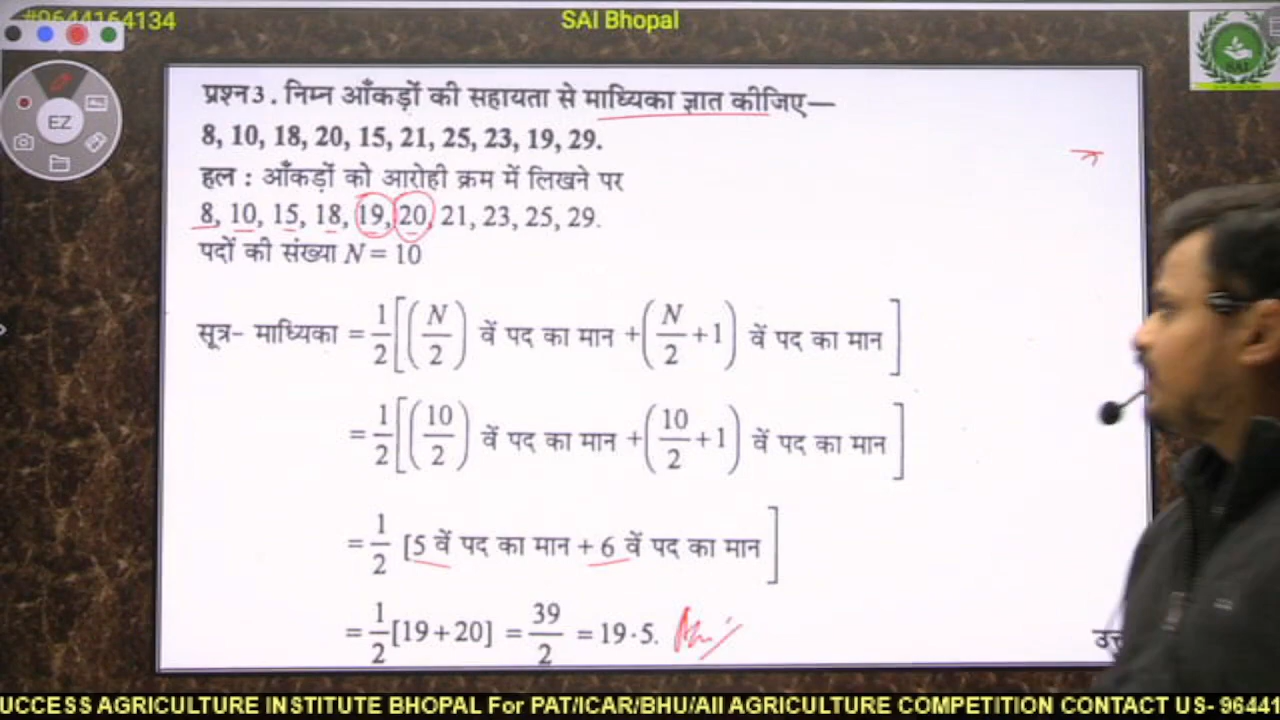 #9644164134
SAI Bhopal
EZ
प्रश्न 3. निम्न आँकड़ों की सहायता से माध्यिका ज्ञात कीजिए—
8, 10, 18, 20, 15, 21, 25, 23, 19, 29.
हल : आँकड़ों को आरोही क्रम में लिखने पर
8, 10, 15, 18, 19, 20, 21, 23, 25, 29.
पदों की संख्या N = 10
सूत्र- माध्यिका = 1/2 [(N/2) वें पद का मान + (N/2 + 1) वें पद का मान]
= 1/2 [(10/2) वें पद का मान + (10/2 + 1) वें पद का मान]
= 1/2 [5 वें पद का मान + 6 वें पद का मान]
= 1/2 [19 + 20] = 39/2 = 19·5.
UCCESS AGRICULTURE INSTITUTE BHOPAL For PAT/ICAR/BHU/All AGRICULTURE COMPETITION CONTACT US- 96441